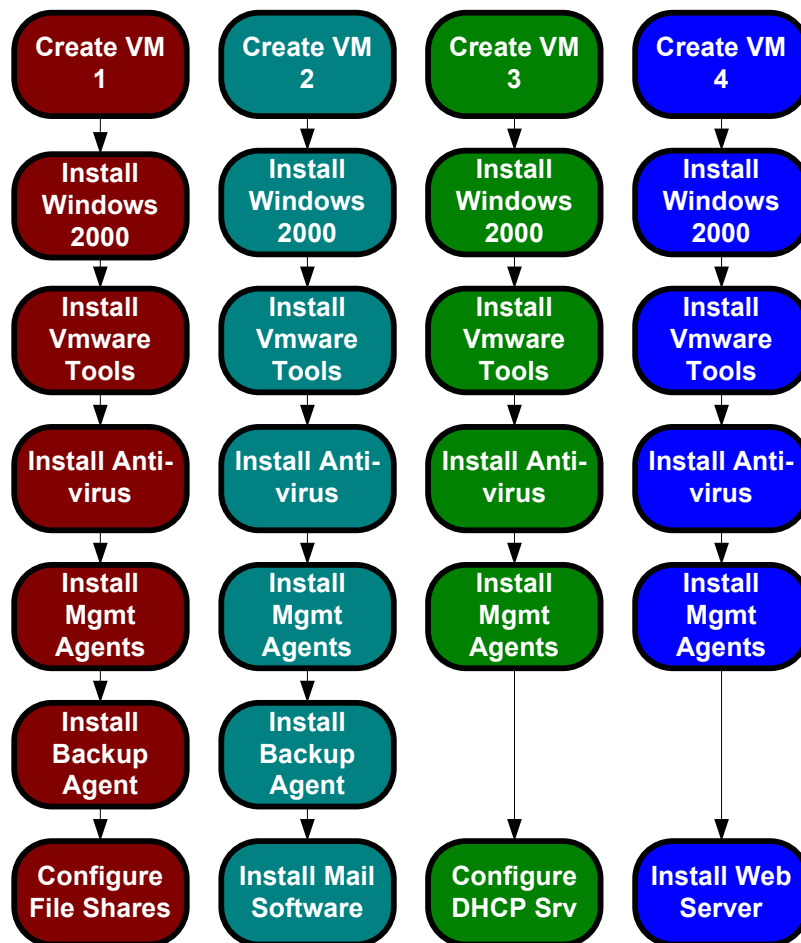 Create VM
1
Create VM
2
Create VM
3
Create VM
4
Install
Windows
2000
Install
Windows
2000
Install
Windows
2000
Install
Windows
2000
Install
Vmware
Tools
Install
Vmware
Tools
Install
Vmware
Tools
Install
Vmware
Tools
Install Anti-
virus
Install Anti-
virus
Install Anti-
virus
Install Anti-
virus
Install
Mgmt
Agents
Install
Mgmt
Agents
Install
Mgmt
Agents
Install
Mgmt
Agents
Install
Backup
Agent
Install
Backup
Agent
Configure
File Shares
Install Mail
Software
Configure
DHCP Srv
Install Web
Server